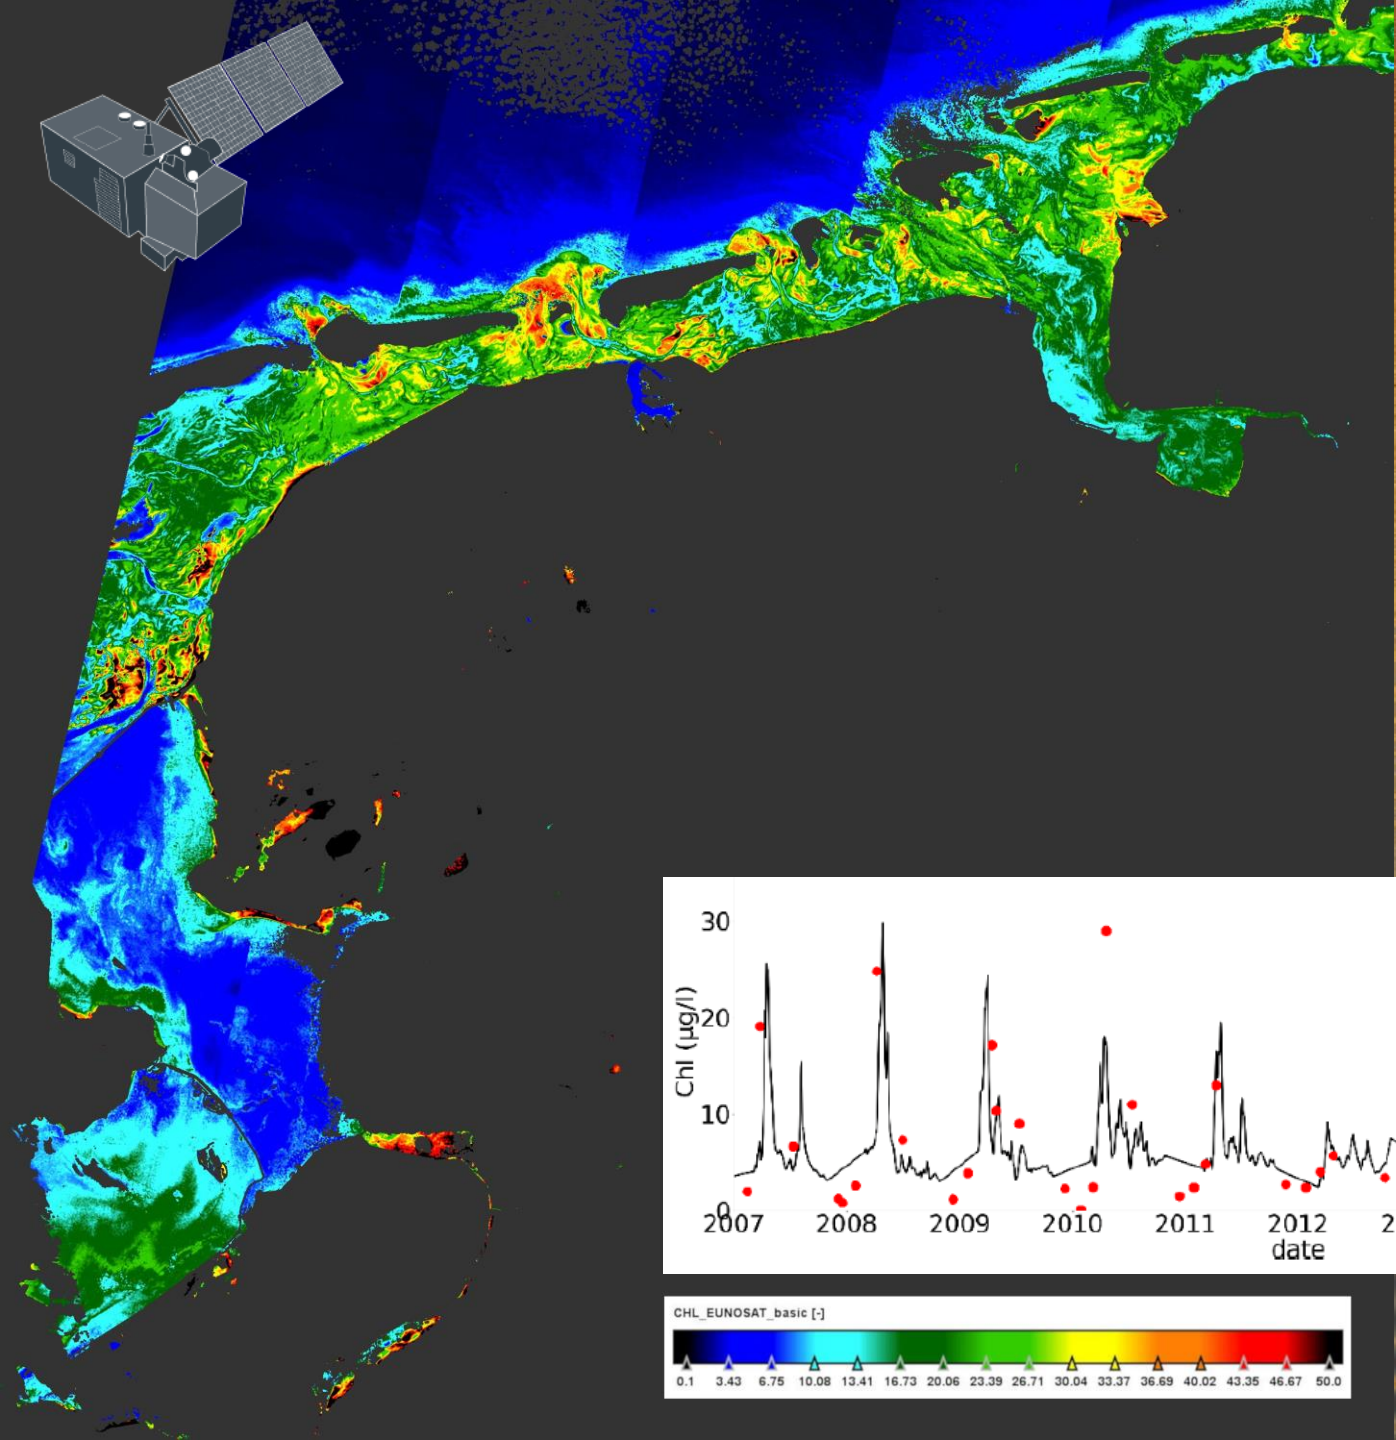 30
20
10
0
Chl (µg/l)
2007 2008 2009 2010 2011 2012 2
date
CHL_EUNOSAT_basic [-]
0.1 3.43 6.75 10.08 13.41 16.73 20.06 23.39 26.71 30.04 33.37 36.69 40.02 43.35 46.67 50.0